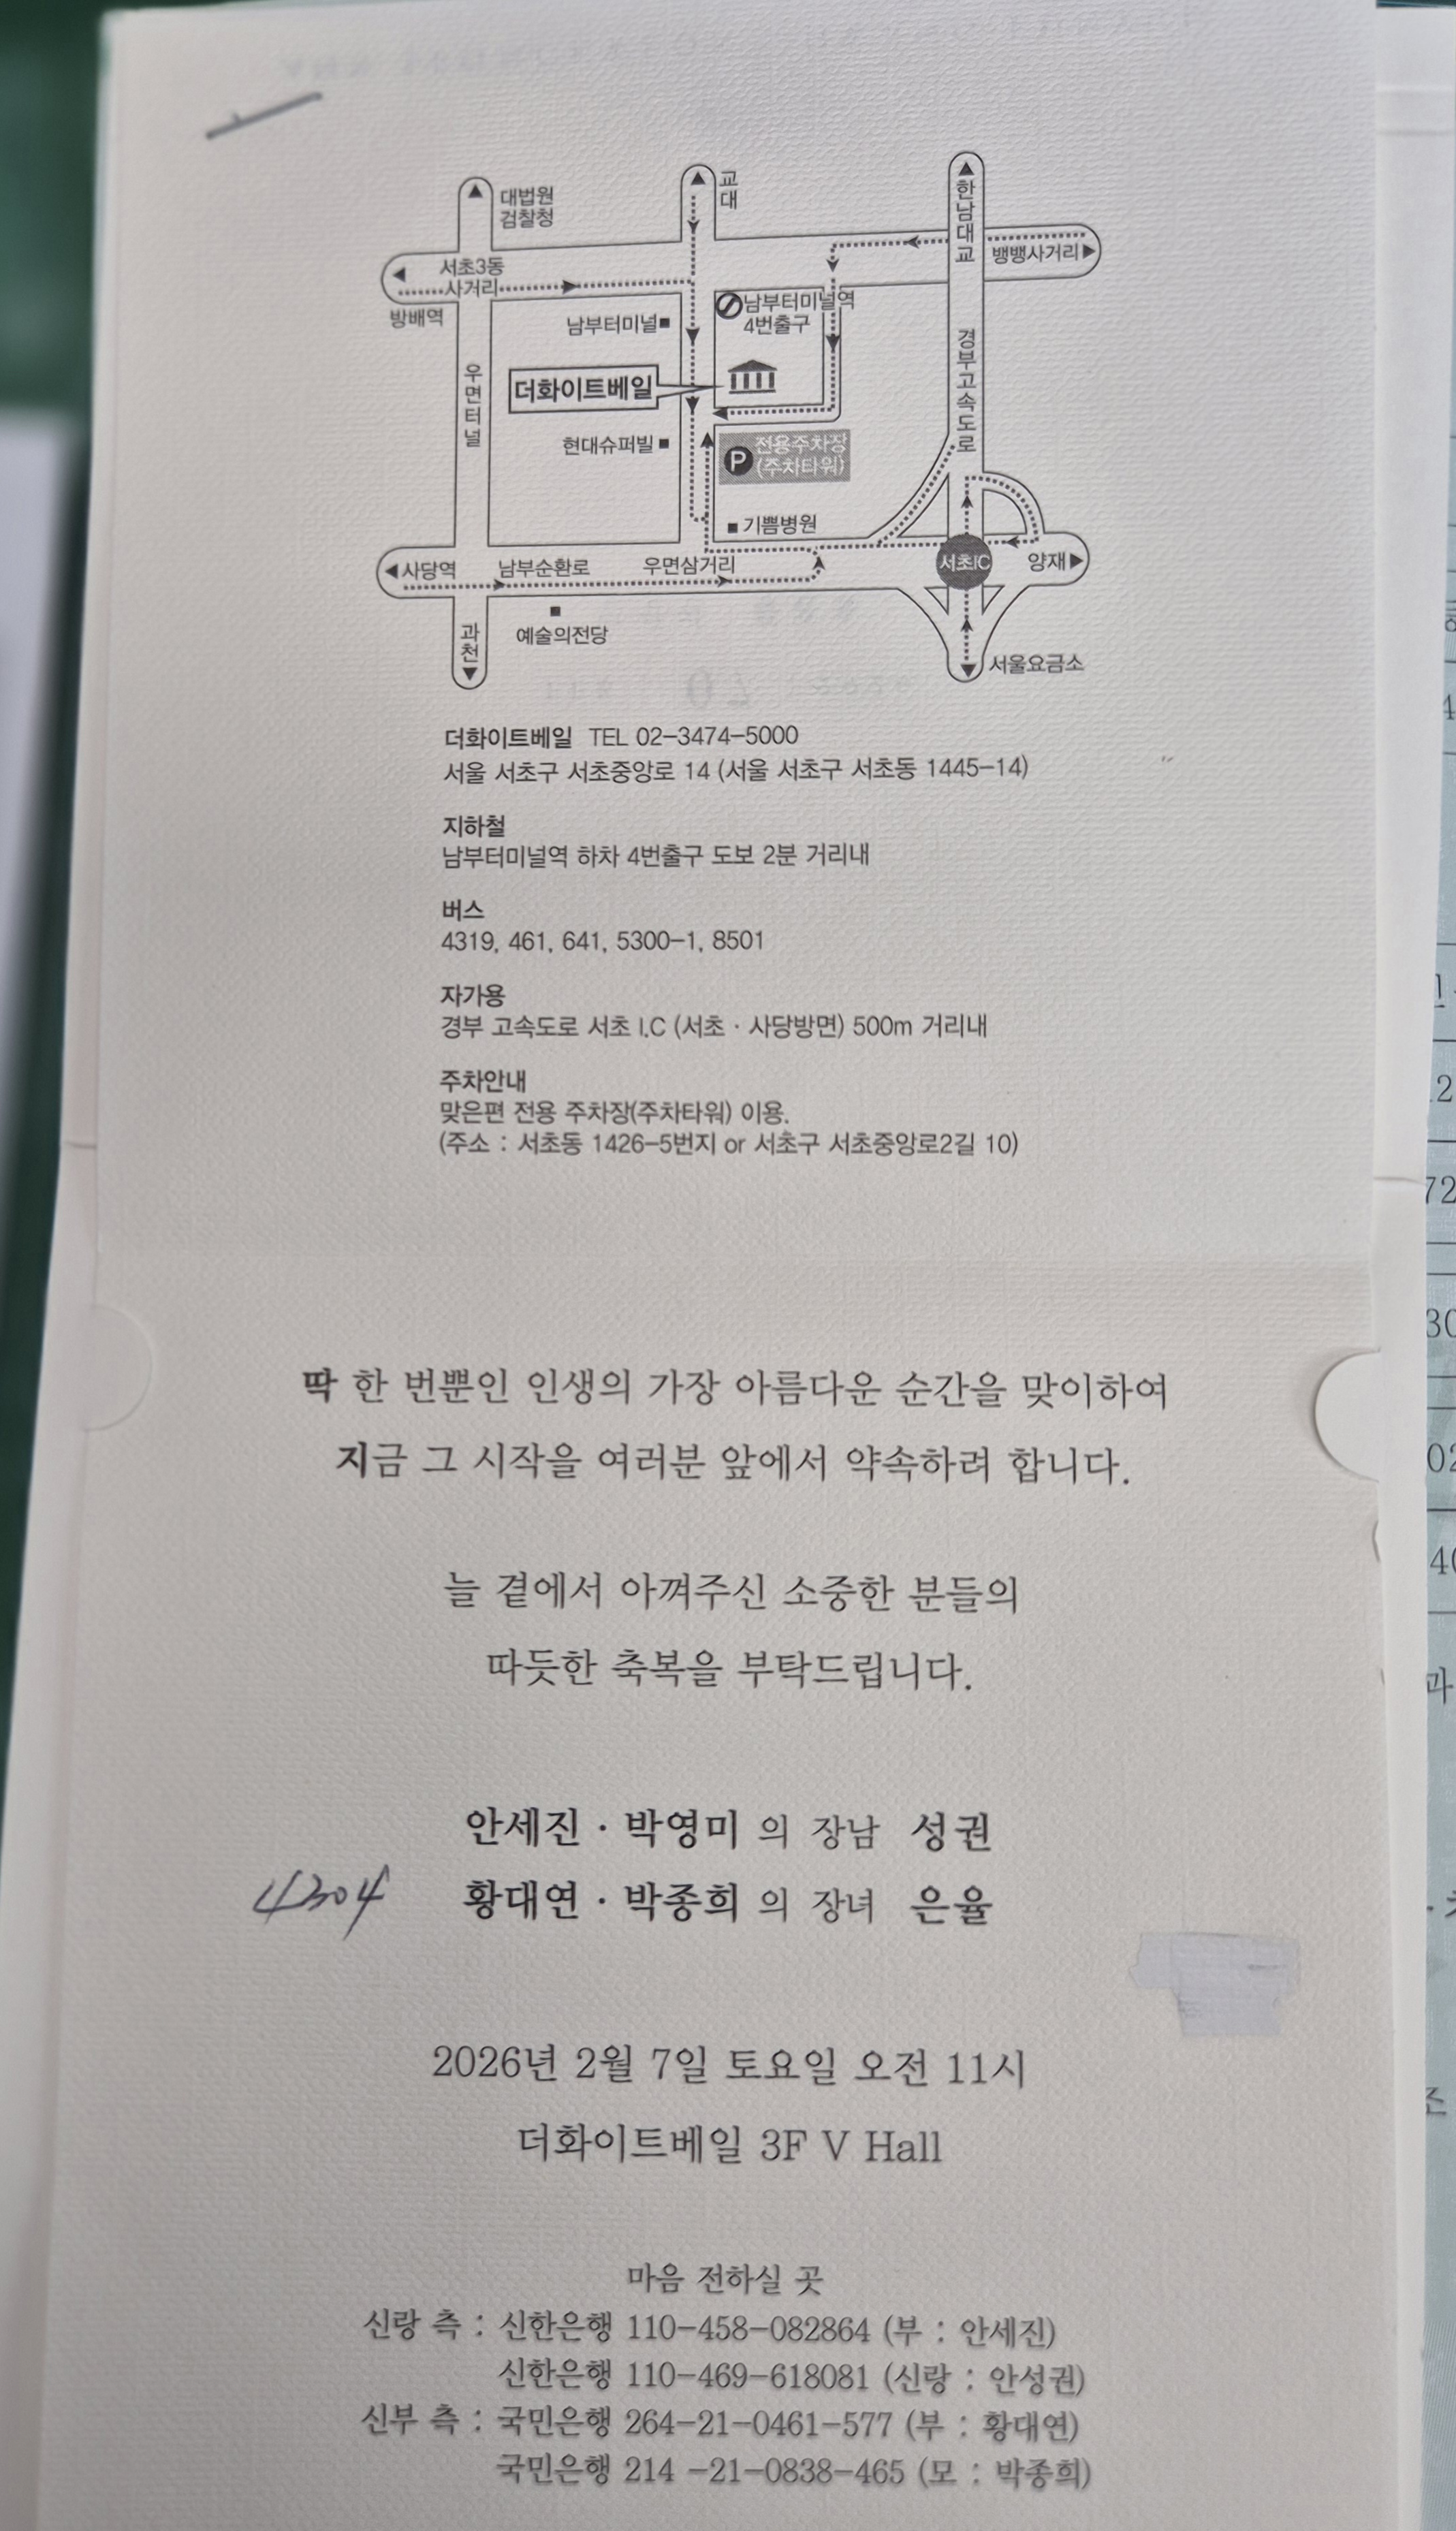 대법원
검찰청
교대
한남대교
서초3동
사거리
뱅뱅사거리
방배역
남부터미널
남부터미널역
4번출구
우면터널
경부고속도로
더화이트베일
현대슈퍼빌
P 전용주차장
(주차타워)
기쁨병원
사당역
남부순환로
우면삼거리
서초IC
양재
예술의전당
과천
서울요금소
더화이트베일 TEL 02-3474-5000
서울 서초구 서초중앙로 14 (서울 서초구 서초동 1445-14)
지하철
남부터미널역 하차 4번출구 도보 2분 거리내
버스
4319, 461, 641, 5300-1, 8501
자가용
경부 고속도로 서초 I.C (서초 · 사당방면) 500m 거리내
주차안내
맞은편 전용 주차장(주차타워) 이용.
(주소 : 서초동 1426-5번지 or 서초구 서초중앙로2길 10)
딱 한 번뿐인 인생의 가장 아름다운 순간을 맞이하여
지금 그 시작을 여러분 앞에서 약속하려 합니다.
늘 곁에서 아껴주신 소중한 분들의
따듯한 축복을 부탁드립니다.
안세진 · 박영미 의 장남 성권
4304 황대연 · 박종희 의 장녀 은율
2026년 2월 7일 토요일 오전 11시
더화이트베일 3F V Hall
마음 전하실 곳
신랑 측 : 신한은행 110-458-082864 (부 : 안세진)
신한은행 110-469-618081 (신랑 : 안성권)
신부 측 : 국민은행 264-21-0461-577 (부 : 황대연)
국민은행 214 -21-0838-465 (모 : 박종희)